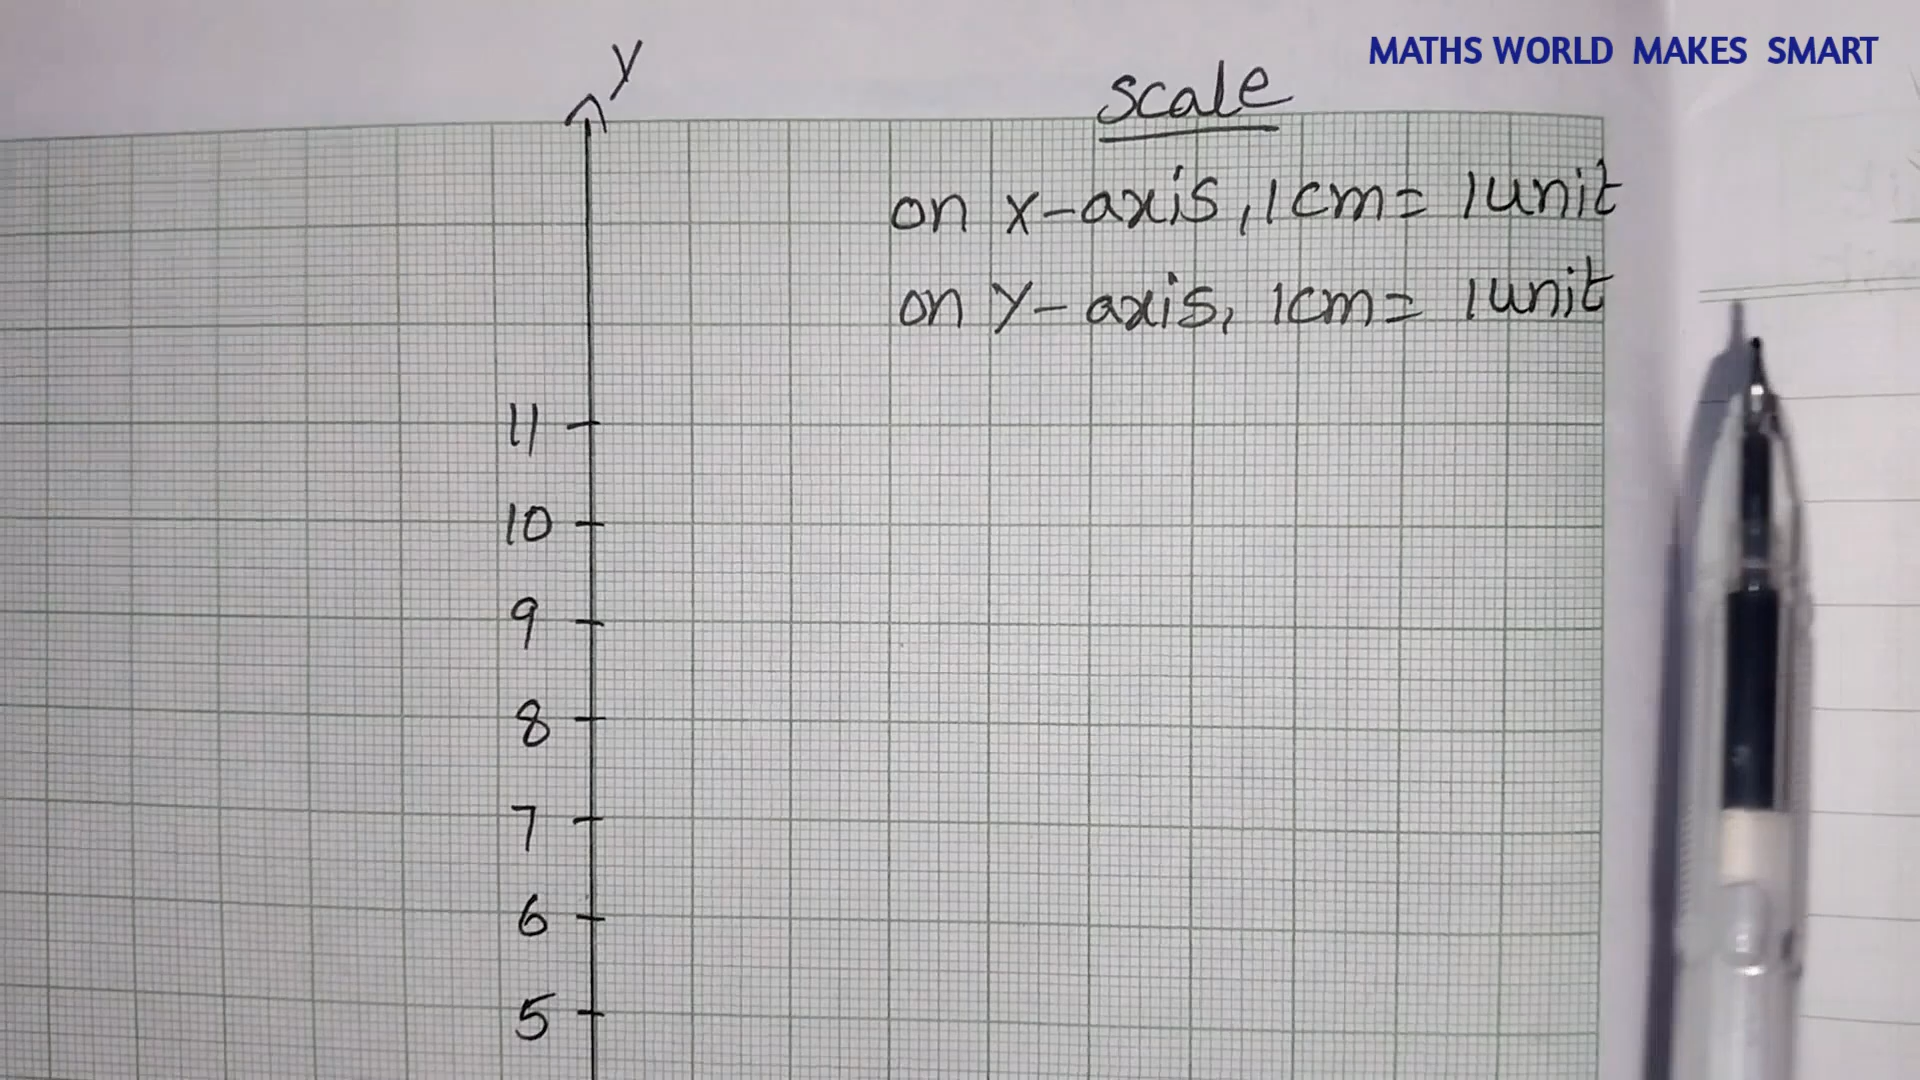 MATHS WORLD MAKES SMART
y
scale
on x-axis, 1cm = 1unit
on y-axis, 1cm = 1unit
11
10
9
8
7
6
5